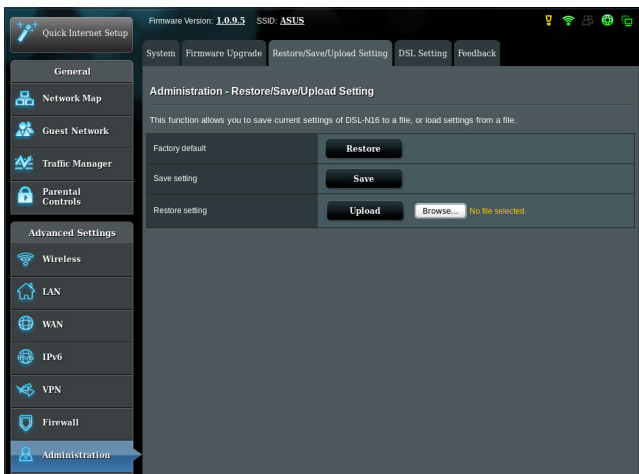 Quick Internet Setup
Firmware Version: 1.0.9.5 SSID: ASUS
System
Firmware Upgrade
Restore/Save/Upload Setting
DSL Setting
Feedback
General
Network Map
Guest Network
Traffic Manager
Parental
Controls
Advanced Settings
Wireless
LAN
WAN
IPv6
IPv6
VPN
Firewall
Administration
Administration - Restore/Save/Upload Setting
This function allows you to save current settings of DSL-N16 to a file, or load settings from a file.
Factory default
Restore
Save setting
Save
Restore setting
Upload
Browse...
No file selected.